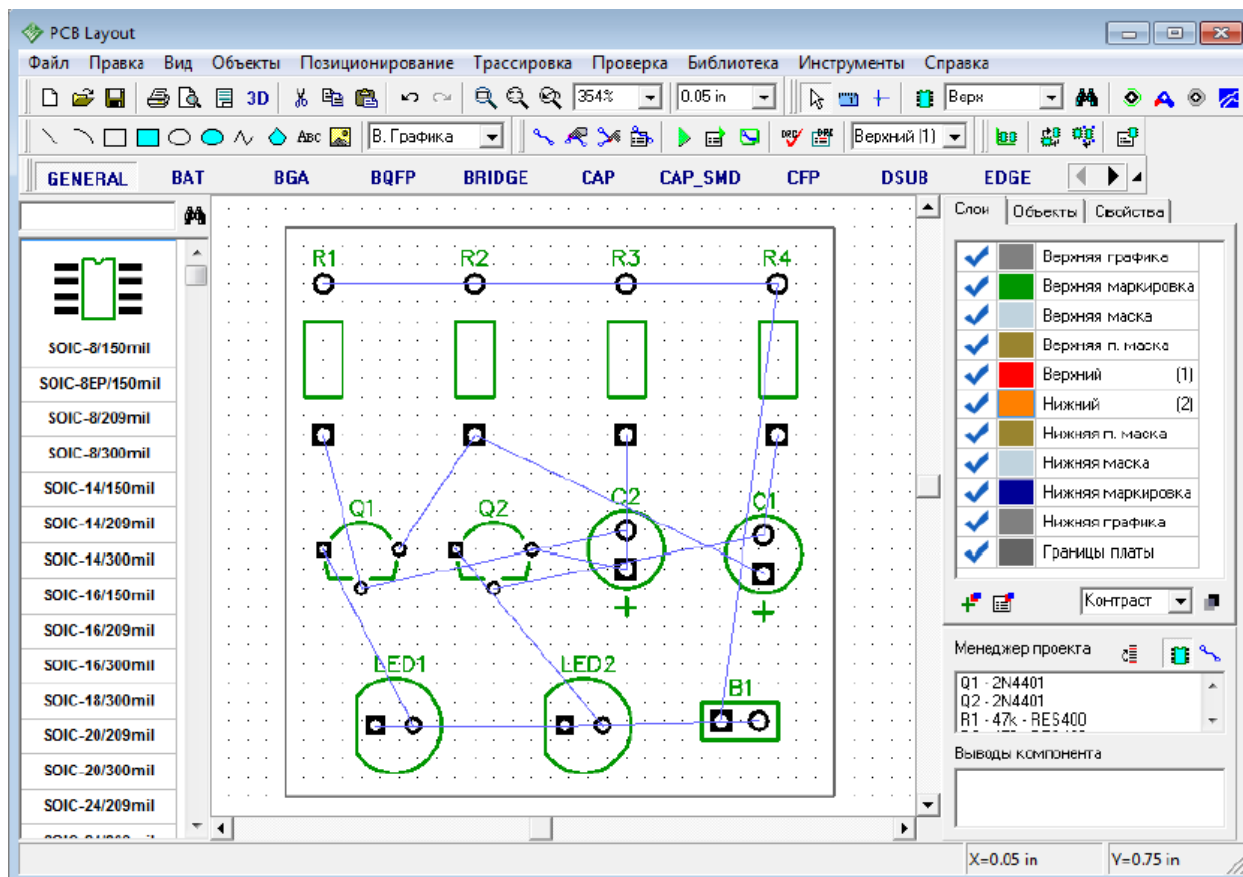 PCB Layout
Файл Правка Вид Объекты Позиционирование Трассировка Проверка Библиотека Инструменты Справка
3D 354% 0.05 in Верх
ABC В. Графика DRC Верхний (1)
GENERAL BAT BGA BQFP BRIDGE CAP CAP_SMD CFP DSUB EDGE
Слои Объекты Свойства
SOIC-8/150mil
SOIC-8EP/150mil
SOIC-8/209mil
SOIC-8/300mil
SOIC-14/150mil
SOIC-14/209mil
SOIC-14/300mil
SOIC-16/150mil
SOIC-16/209mil
SOIC-16/300mil
SOIC-18/300mil
SOIC-20/209mil
SOIC-20/300mil
SOIC-24/209mil
R1 R2 R3 R4
Q1 Q2 C2 C1
+ +
LED1 LED2 B1
Верхняя графика
Верхняя маркировка
Верхняя маска
Верхняя п. маска
Верхний (1)
Нижний (2)
Нижняя п. маска
Нижняя маска
Нижняя маркировка
Нижняя графика
Границы платы
Контраст
Менеджер проекта
Q1 - 2N4401
Q2 - 2N4401
R1 - 47k - RES400
Выводы компонента
X=0.05 in Y=0.75 in